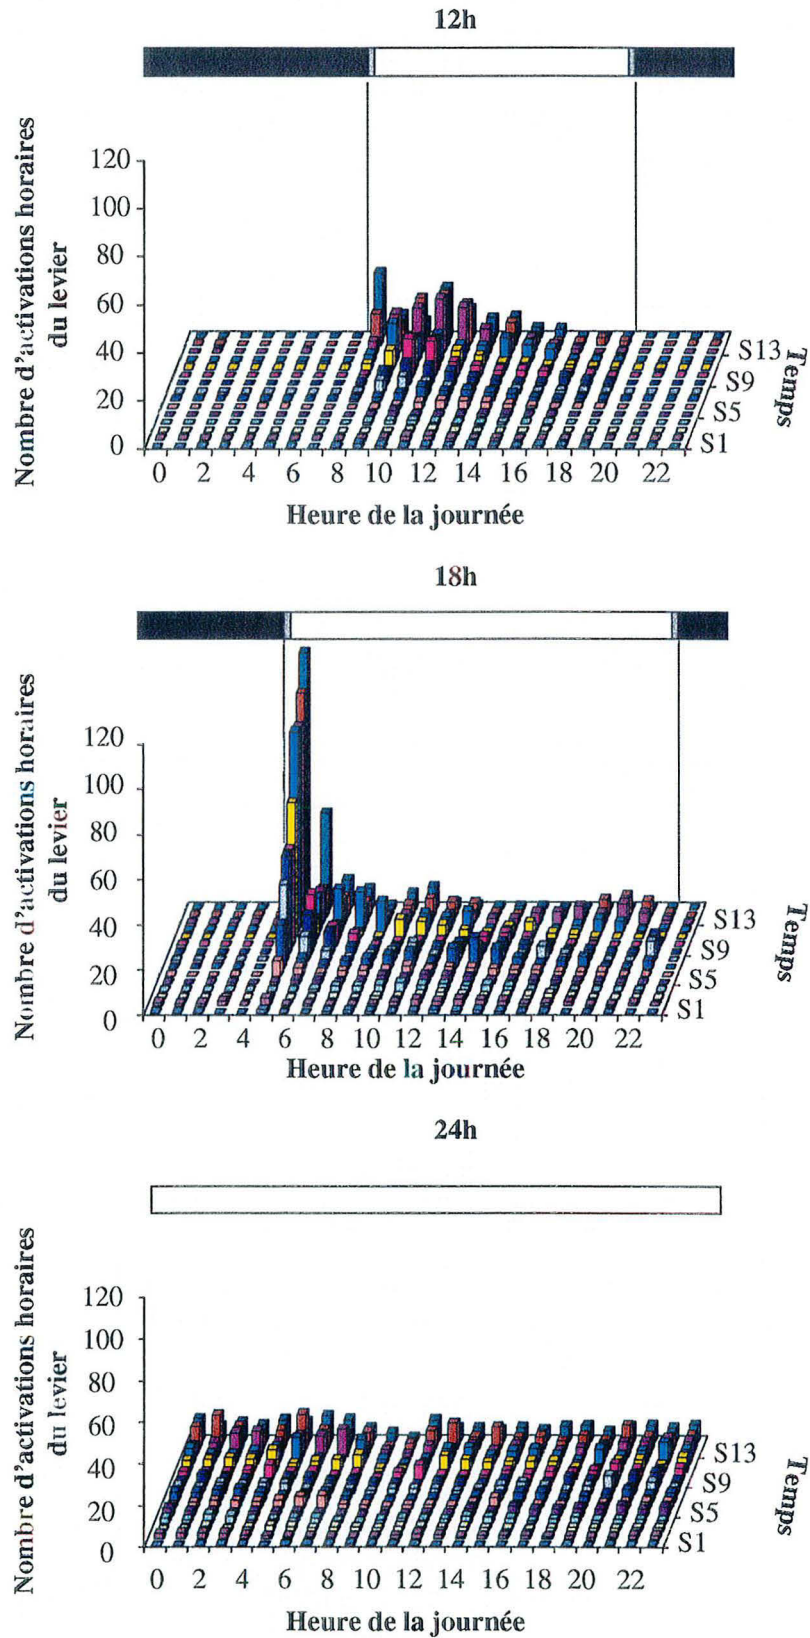 12h
Nombre d'activations horaires
du levier
120
100
80
60
40
20
0
0 2 4 6 8 10 12 14 16 18 20 22
S13
S9
S5
S1
Temps
Heure de la journée
18h
Nombre d'activations horaires
du levier
120
100
80
60
40
20
0
0 2 4 6 8 10 12 14 16 18 20 22
S13
S9
S5
S1
Temps
Heure de la journée
24h
Nombre d'activations horaires
du levier
120
100
80
60
40
20
0
0 2 4 6 8 10 12 14 16 18 20 22
S13
S9
S5
S1
Temps
Heure de la journée